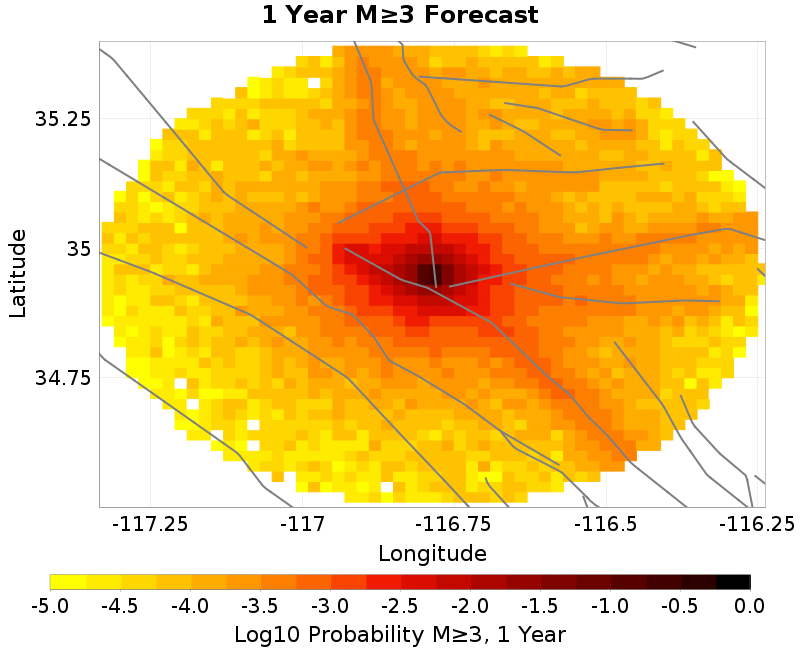 1 Year M≥3 Forecast
35.25
35
34.75
Latitude
-117.25 -117 -116.75 -116.5 -116.25
Longitude
-5.0 -4.5 -4.0 -3.5 -3.0 -2.5 -2.0 -1.5 -1.0 -0.5 0.0
Log10 Probability M≥3, 1 Year